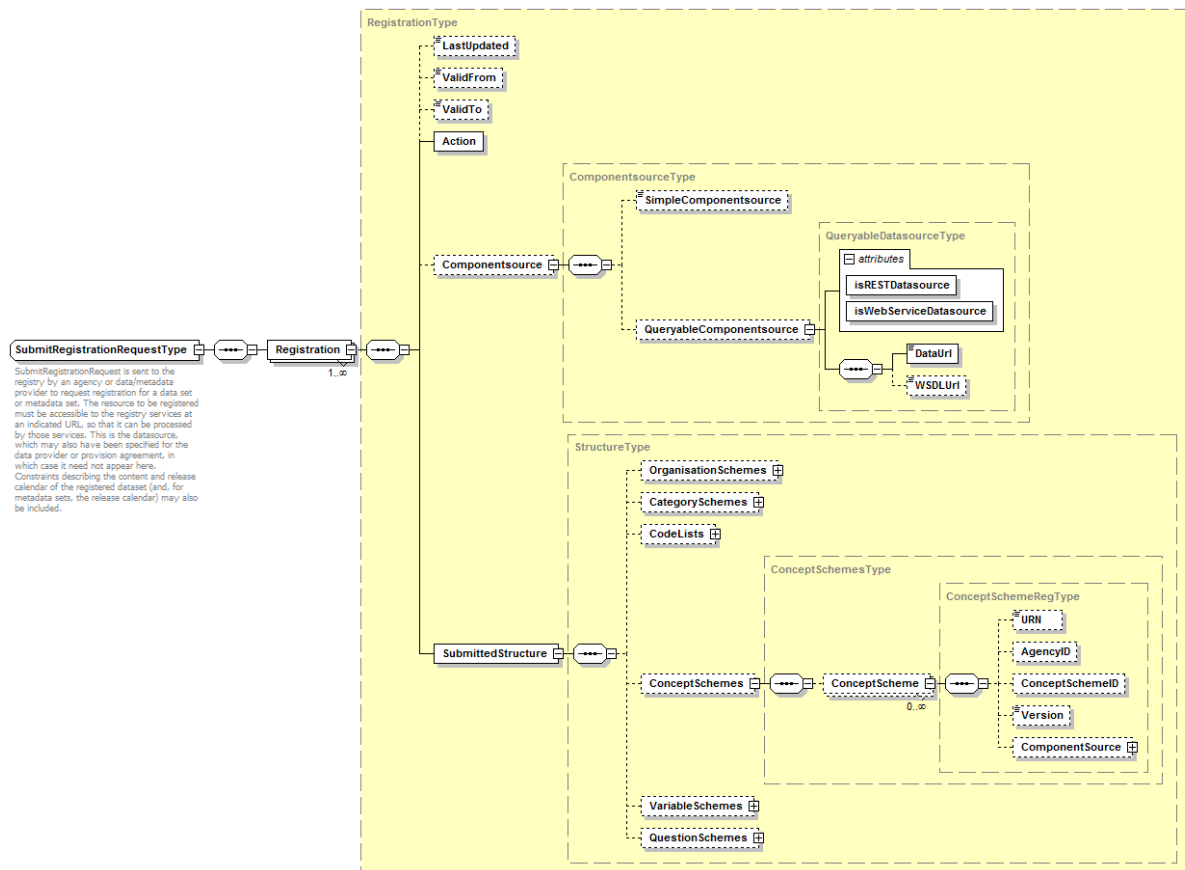 RegistrationType
LastUpdated
ValidFrom
ValidTo
Action
ComponentsourceType
SimpleComponentsource
QueryableDatasourceType
attributes
isRESTDatasource
isWebServiceDatasource
Componentsource
QueryableComponentsource
DataUrl
WSDLUrl
SubmitRegistrationRequestType
Registration
1..∞
SubmitRegistrationRequest is sent to the
registry by an agency or data/metadata
provider to request registration for a data set
or metadata set. The resource to be registered
must be accessible to the registry services at
an indicated URL, so that it can be processed
by those services. This is the datasource,
which may also have been specified for the
data provider or provision agreement, in
which case it need not appear here.
Constraints describing the content and release
calendar of the registered dataset (and, for
metadata sets, the release calendar) may also
be included.
StructureType
OrganisationSchemes
CategorySchemes
CodeLists
ConceptSchemesType
ConceptSchemeRegType
URN
AgencyID
SubmittedStructure
ConceptSchemes
ConceptScheme
0..∞
ConceptSchemeID
Version
ComponentSource
VariableSchemes
QuestionSchemes